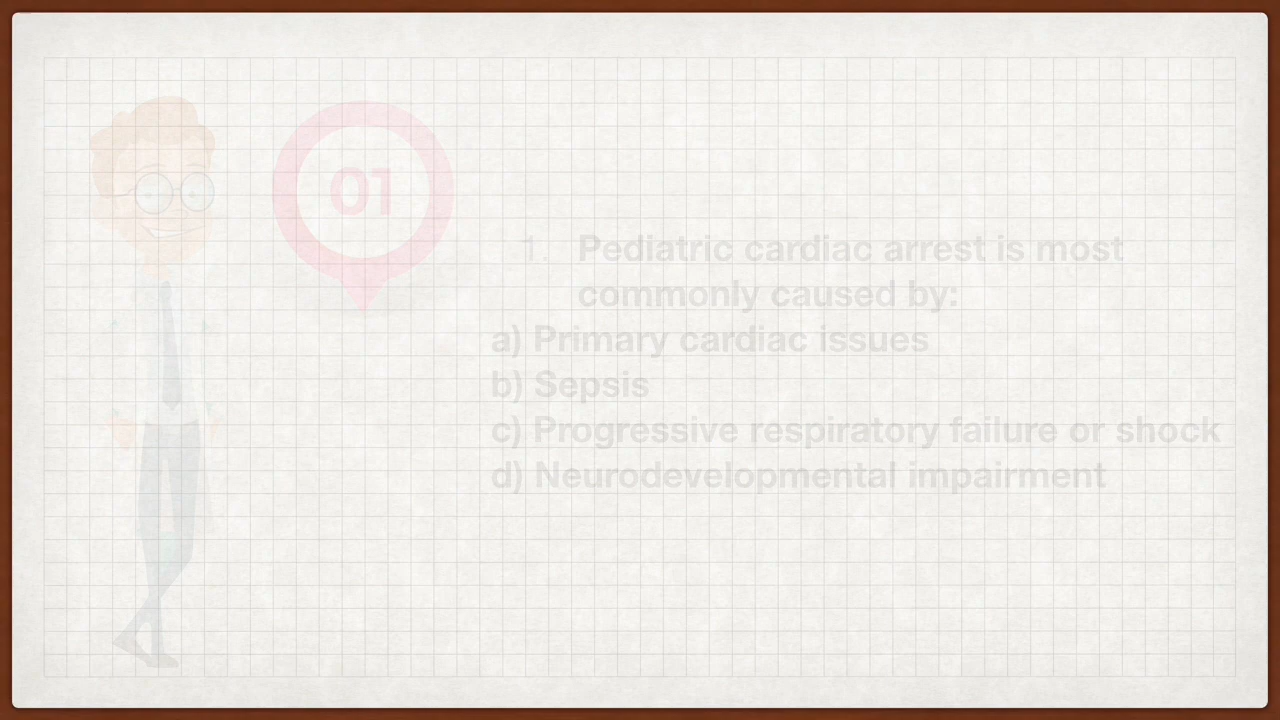 01
1. Pediatric cardiac arrest is most
commonly caused by:
a) Primary cardiac issues
b) Sepsis
c) Progressive respiratory failure or shock
d) Neurodevelopmental impairment